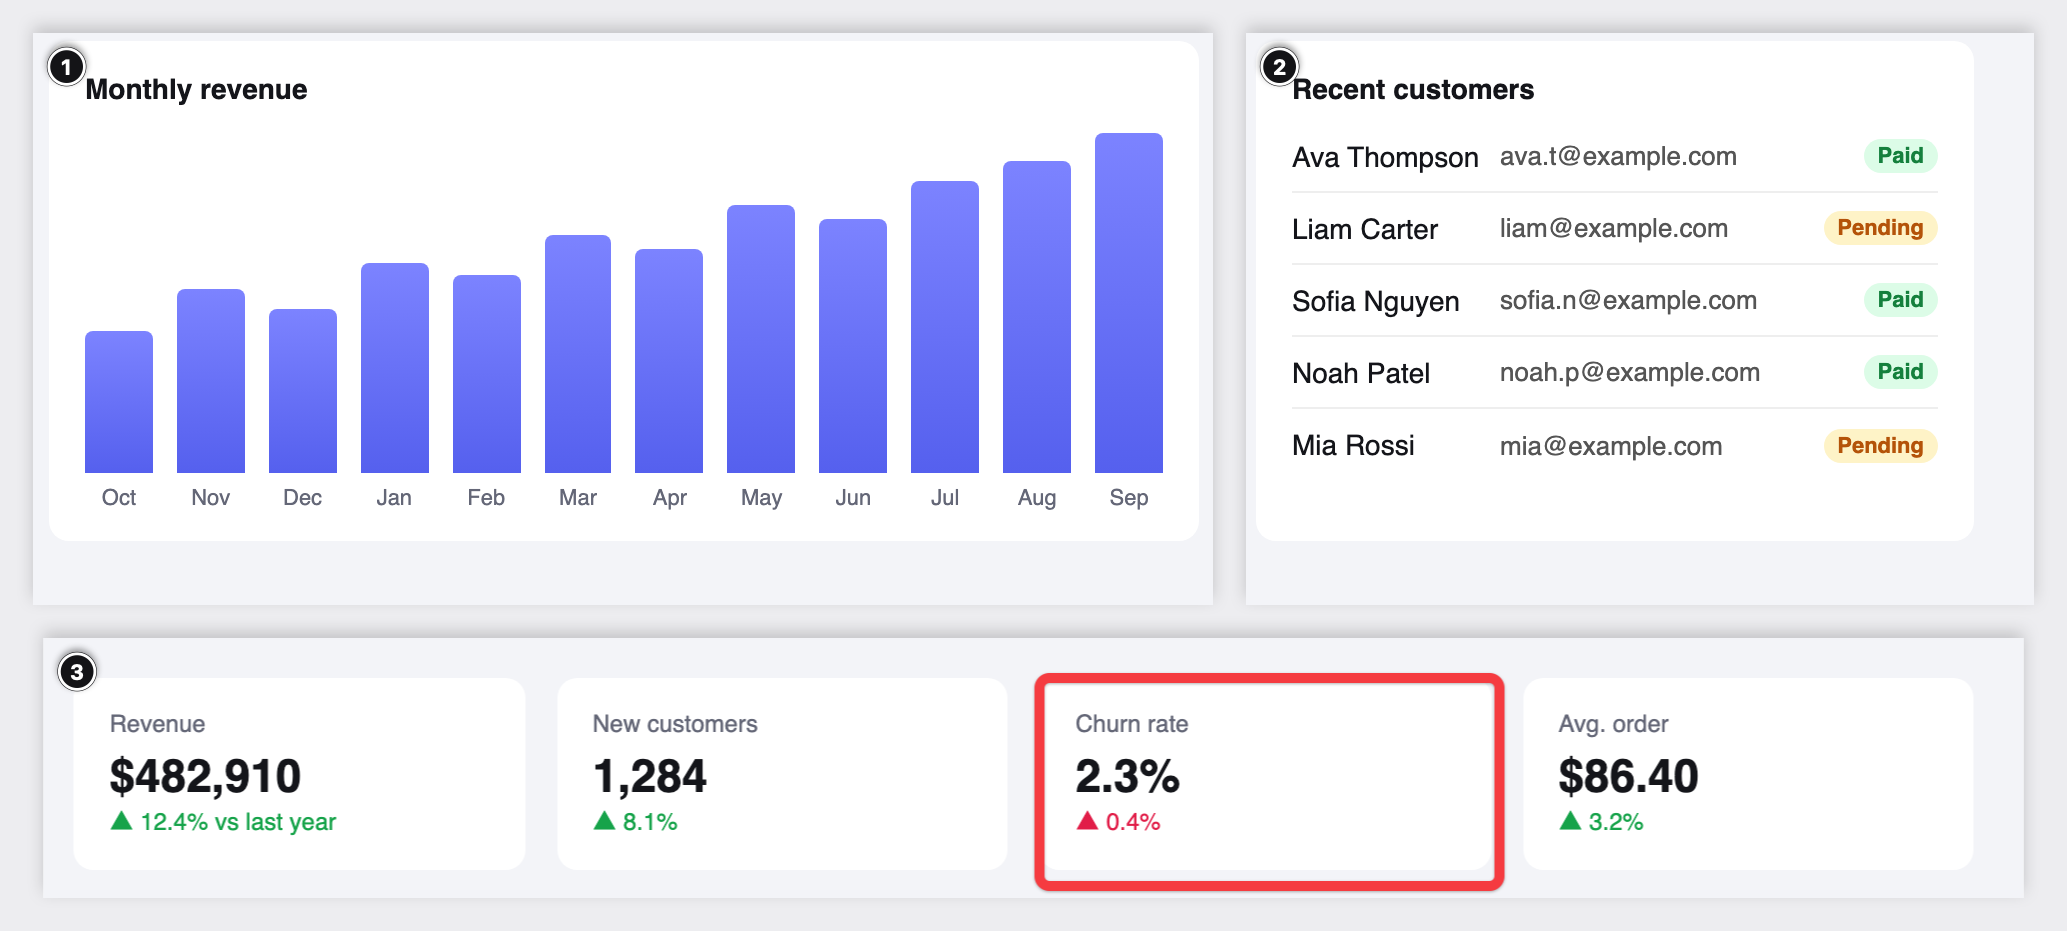 1
Monthly revenue
Oct Nov Dec Jan Feb Mar Apr May Jun Jul Aug Sep
2
Recent customers
Ava Thompson ava.t@example.com Paid
Liam Carter liam@example.com Pending
Sofia Nguyen sofia.n@example.com Paid
Noah Patel noah.p@example.com Paid
Mia Rossi mia@example.com Pending
3
Revenue
$482,910
▲ 12.4% vs last year
New customers
1,284
▲ 8.1%
Churn rate
2.3%
▲ 0.4%
Avg. order
$86.40
▲ 3.2%